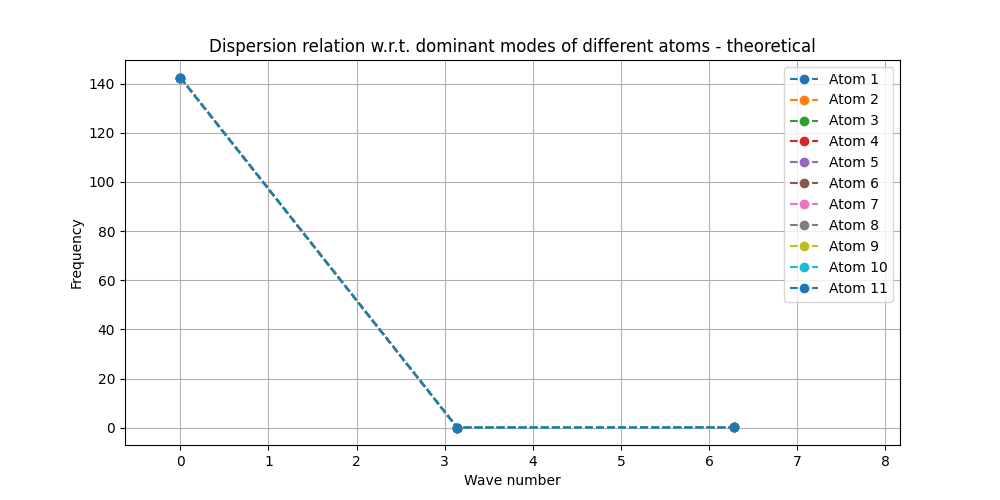 Dispersion relation w.r.t. dominant modes of different atoms - theoretical
Frequency
140
120
100
80
60
40
20
0
0 1 2 3 4 5 6 7 8
Wave number
Atom 1
Atom 2
Atom 3
Atom 4
Atom 5
Atom 6
Atom 7
Atom 8
Atom 9
Atom 10
Atom 11